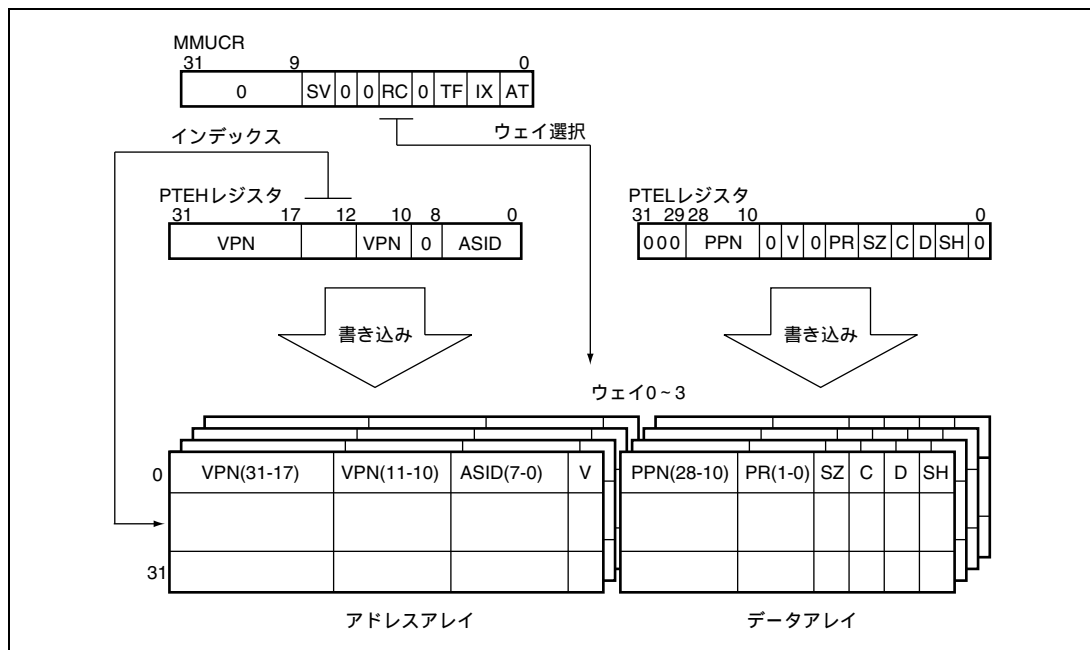 MMUCR
31 9 0
0 SV 0 0 RC 0 TF IX AT
インデックス
ウェイ選択
PTEHレジスタ
31 17 12 10 8 0
VPN VPN 0 ASID
PTELレジスタ
31 29 28 10 0
0 0 0 PPN 0 V 0 PR SZ C D SH 0
書き込み
書き込み
ウェイ0~3
0 VPN(31-17) VPN(11-10) ASID(7-0) V
PPN(28-10) PR(1-0) SZ C D SH
31
アドレスアレイ
データアレイ